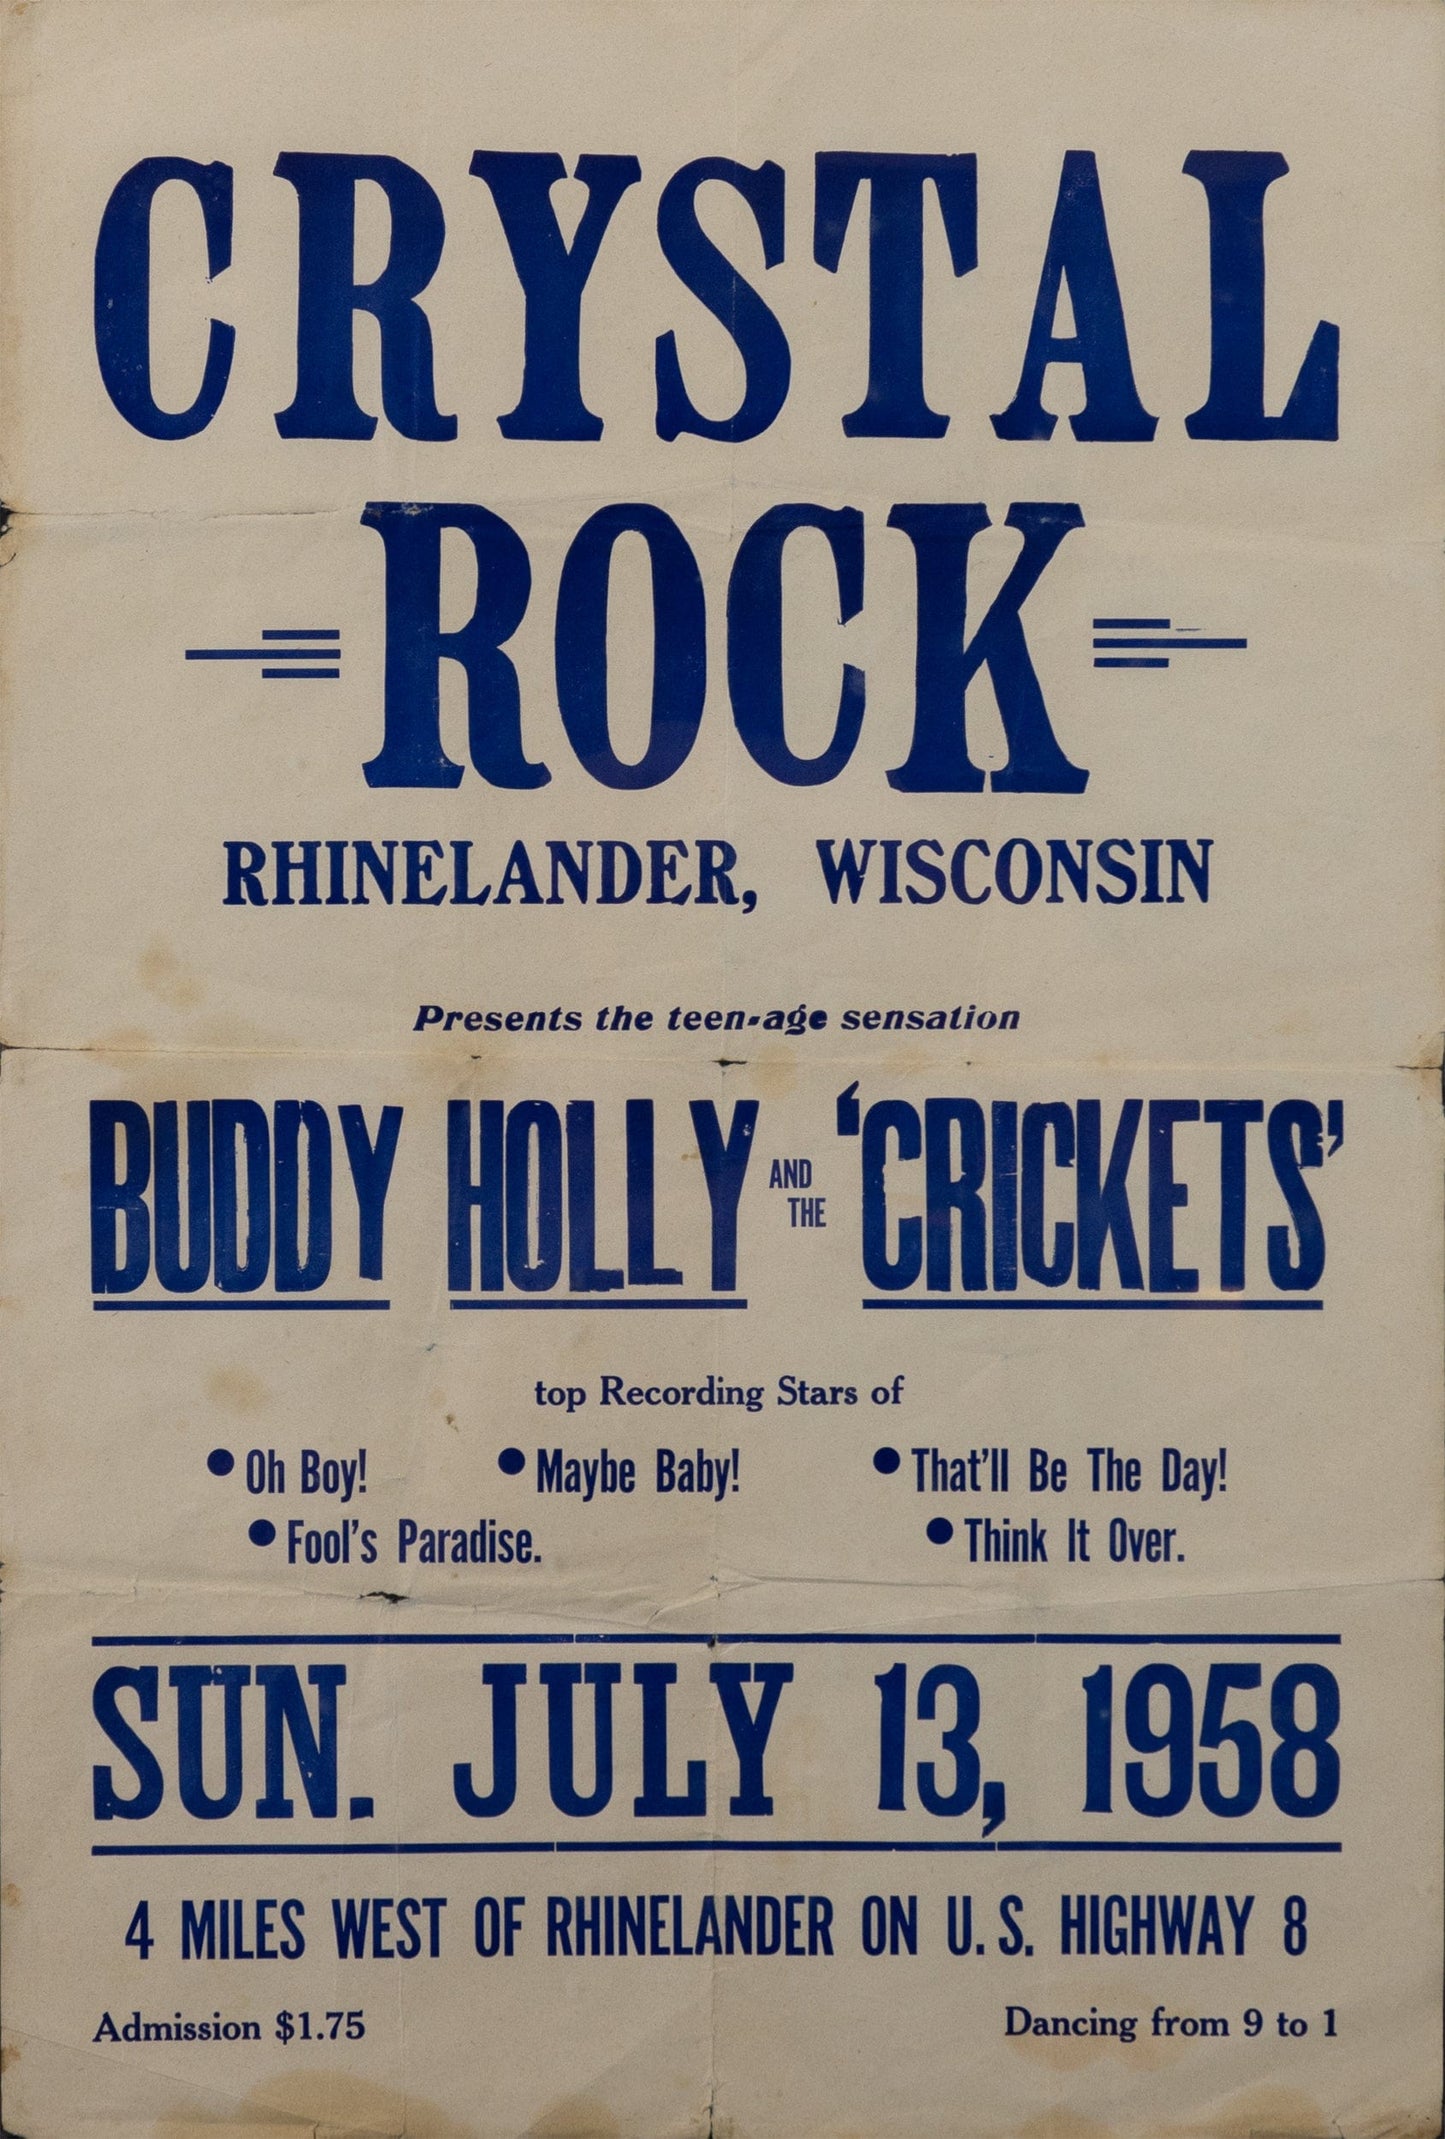 CRYSTAL
ROCK
RHINELANDER, WISCONSIN
Presents the teen-age sensation
BUDDY HOLLY AND THE 'CRICKETS'
top Recording Stars of
● Oh Boy! ● Maybe Baby! ● That'll Be The Day!
● Fool's Paradise. ● Think It Over.
SUN. JULY 13, 1958
4 MILES WEST OF RHINELANDER ON U. S. HIGHWAY 8
Admission $1.75 Dancing from 9 to 1